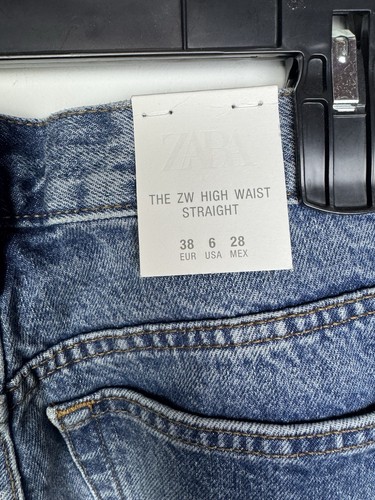 ZARA
THE ZW HIGH WAIST
STRAIGHT
38 6 28
EUR USA MEX